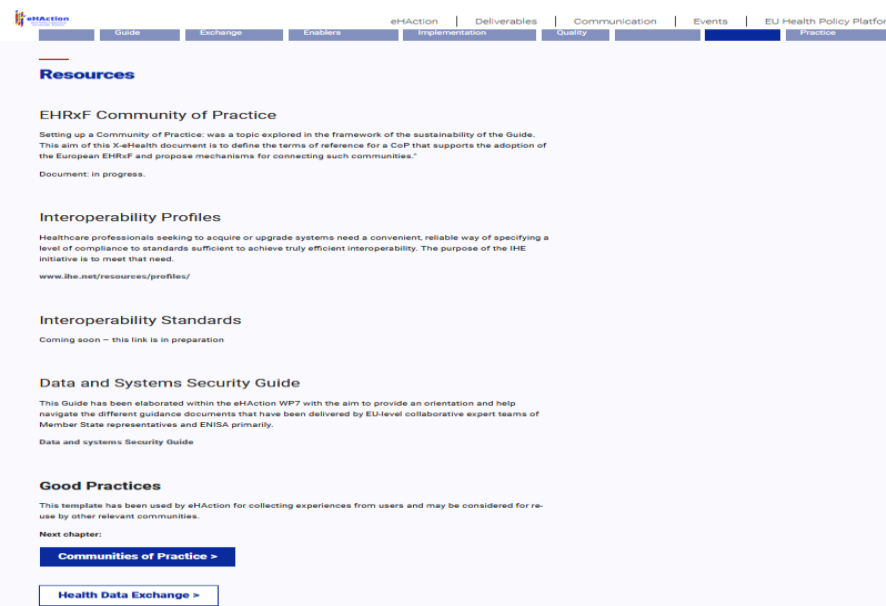 eHAction
eHAction | Deliverables | Communication | Events | EU Health Policy Platfor
Guide Exchange Enablers Implementation Quality Practice
Resources
EHRxF Community of Practice
Setting up a Community of Practice: was a topic explored in the framework of the sustainability of the Guide.
This aim of this X-eHealth document is to define the terms of reference for a CoP that supports the adoption of
the European EHRxF and propose mechanisms for connecting such communities."
Document: in progress.
Interoperability Profiles
Healthcare professionals seeking to acquire or upgrade systems need a convenient, reliable way of specifying a
level of compliance to standards sufficient to achieve truly efficient interoperability. The purpose of the IHE
initiative is to meet that need.
www.ihe.net/resources/profiles/
Interoperability Standards
Coming soon – this link is in preparation
Data and Systems Security Guide
This Guide has been elaborated within the eHAction WP7 with the aim to provide an orientation and help
navigate the different guidance documents that have been delivered by EU-level collaborative expert teams of
Member State representatives and ENISA primarily.
Data and systems Security Guide
Good Practices
This template has been used by eHAction for collecting experiences from users and may be considered for re-
use by other relevant communities.
Next chapter:
Communities of Practice >
Health Data Exchange >